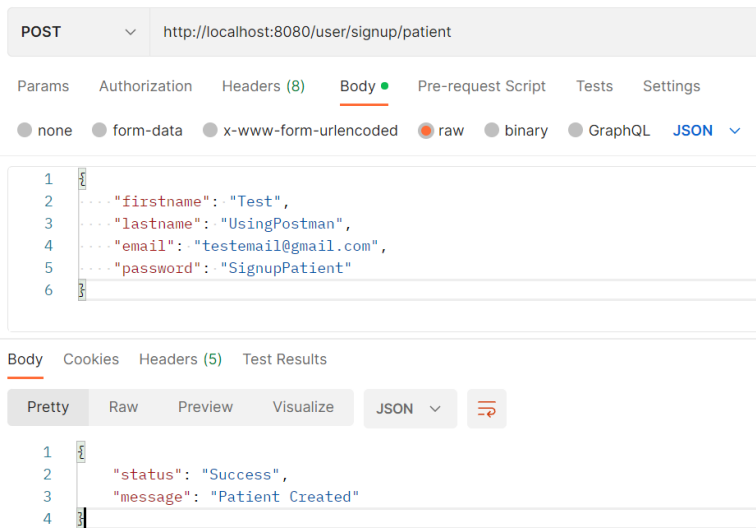 POST http://localhost:8080/user/signup/patient
Params Authorization Headers (8) Body Pre-request Script Tests Settings
none form-data x-www-form-urlencoded raw binary GraphQL JSON
1 {
2 "firstname": "Test",
3 "lastname": "UsingPostman",
4 "email": "testemail@gmail.com",
5 "password": "SignupPatient"
6 }
Body Cookies Headers (5) Test Results
Pretty Raw Preview Visualize JSON
1 {
2 "status": "Success",
3 "message": "Patient Created"
4 }